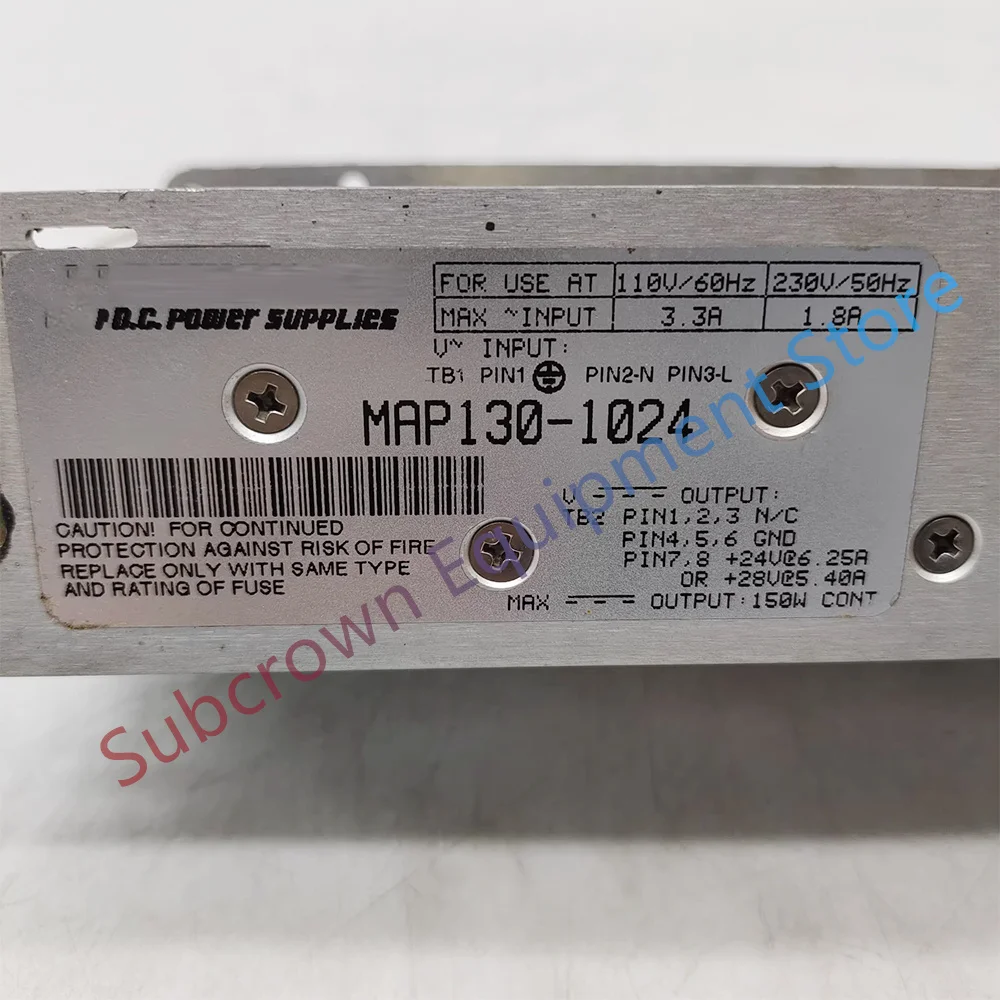 D.C. POWER SUPPLIES
FOR USE AT 110V/60Hz 230V/50Hz
MAX ~INPUT 3.3A 1.8A
V~ INPUT:
TB1 PIN1 PIN2-N PIN3-L
MAP130-1024
CAUTION! FOR CONTINUED
PROTECTION AGAINST RISK OF FIRE
REPLACE ONLY WITH SAME TYPE
AND RATING OF FUSE
V OUTPUT:
TB2 PIN1,2,3 N/C
PIN4,5,6 GND
PIN7,8 +24V@6.25A
OR +28V@5.40A
MAX OUTPUT:150W CONT
Subcrown Equipment Store